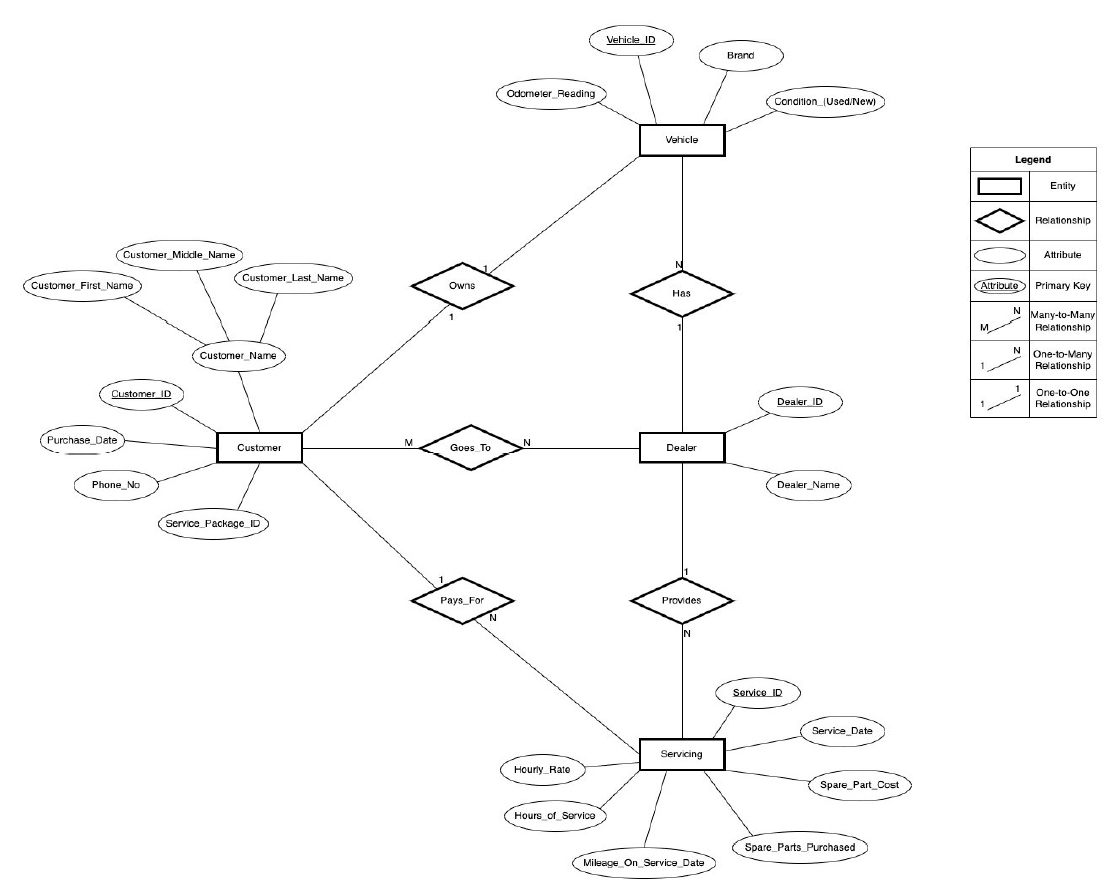 Vehicle_ID
Brand
Odometer_Reading
Condition_(Used/New)
Vehicle
Legend
Entity
Relationship
Attribute
Attribute
Primary Key
M
N
Many-to-Many
Relationship
1
N
One-to-Many
Relationship
1
1
One-to-One
Relationship
Customer_Middle_Name
Customer_First_Name
Customer_Last_Name
Customer_Name
1
Owns
1
N
Has
1
Customer_ID
Purchase_Date
Phone_No
Service_Package_ID
Customer
M
Goes_To
N
Dealer
Dealer_ID
Dealer_Name
1
Pays_For
N
1
Provides
N
Service_ID
Service_Date
Servicing
Hourly_Rate
Spare_Part_Cost
Hours_of_Service
Spare_Parts_Purchased
Mileage_On_Service_Date